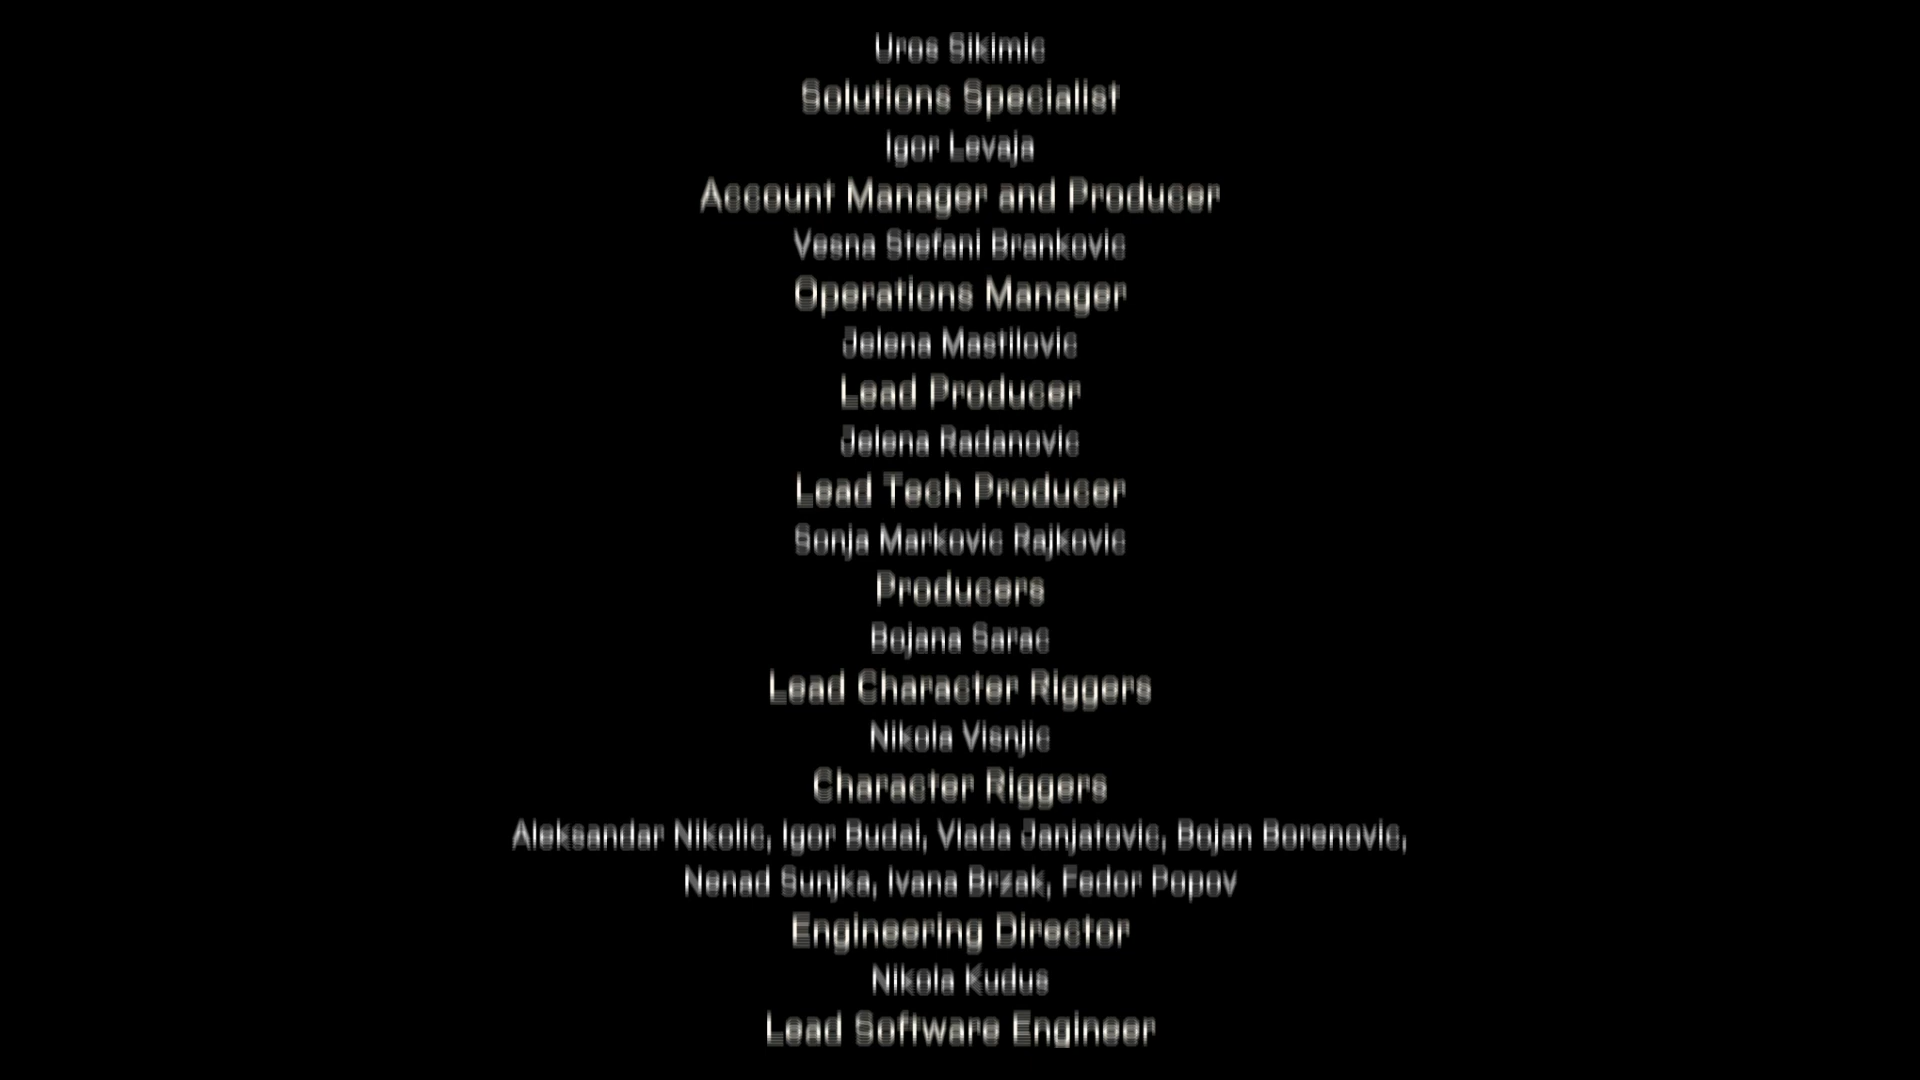 Uros Sikimic
Solutions Specialist
Igor Levaja
Account Manager and Producer
Vesna Stefani Brankovic
Operations Manager
Jelena Mastilovic
Lead Producer
Jelena Radanovic
Lead Tech Producer
Sonja Markovic Rajkovic
Producers
Bojana Sarac
Lead Character Riggers
Nikola Visnjic
Character Riggers
Aleksandar Nikolic, Igor Budai, Vlada Janjatovic, Bojan Borenovic,
Nenad Sunjka, Ivana Brzak, Fedor Popov
Engineering Director
Nikola Kudus
Lead Software Engineer